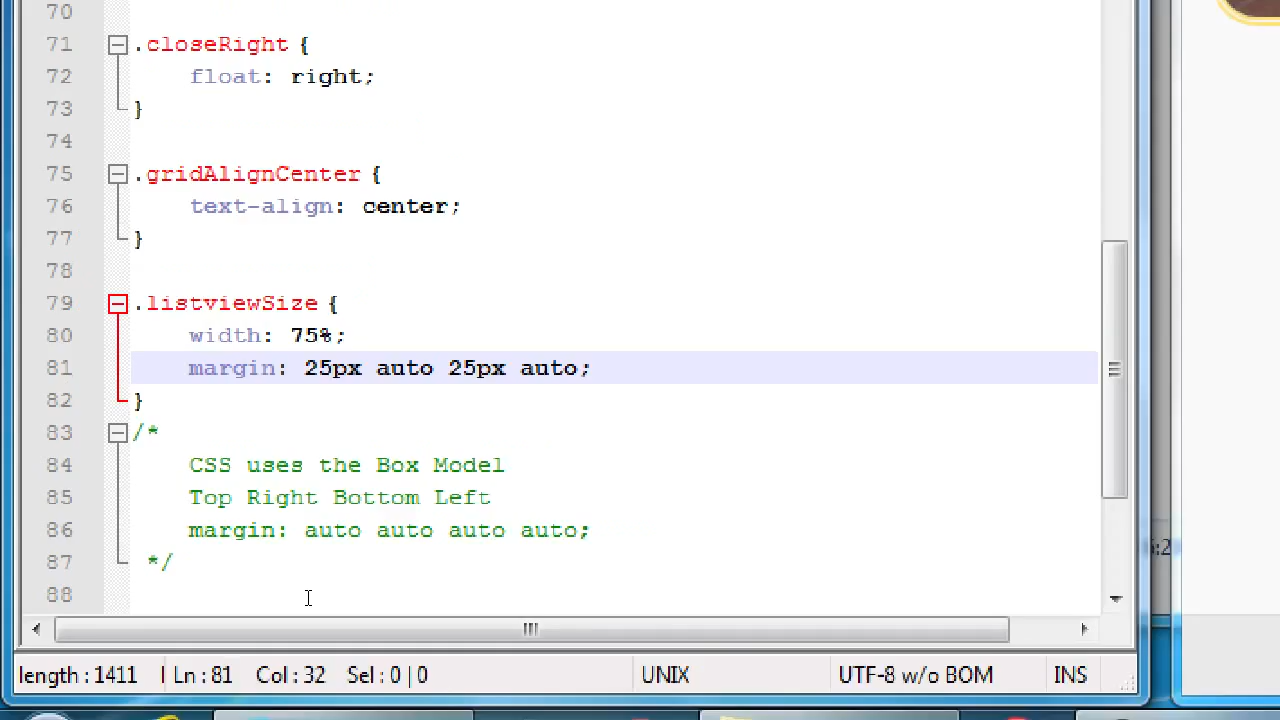 70
71 .closeRight {
72 float: right;
73 }
74
75 .gridAlignCenter {
76 text-align: center;
77 }
78
79 .listviewSize {
80 width: 75%;
81 margin: 25px auto 25px auto;
82 }
83 /*
84 CSS uses the Box Model
85 Top Right Bottom Left
86 margin: auto auto auto auto;
87 */
88
length : 1411 Ln : 81 Col : 32 Sel : 0 | 0 UNIX UTF-8 w/o BOM INS